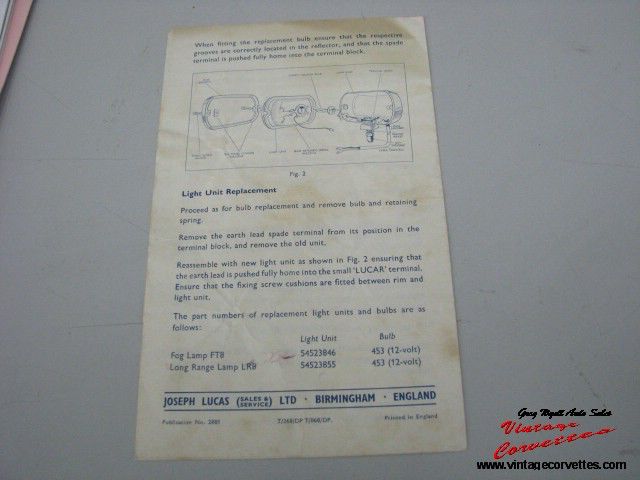 When fitting the replacement bulb ensure that the respective
grooves are correctly located in the reflector, and that the spade
terminal is pushed fully home into the terminal block.
Fig. 2
Light Unit Replacement
Proceed as for bulb replacement and remove bulb and retaining
spring.
Remove the earth lead spade terminal from its position in the
terminal block, and remove the old unit.
Reassemble with new light unit as shown in Fig. 2 ensuring that
the earth lead is pushed fully home into the small 'LUCAR' terminal.
Ensure that the fixing screw cushions are fitted between rim and
light unit.
The part numbers of replacement light units and bulbs are as
follows:
Light Unit Bulb
Fog Lamp FT8 54523846 453 (12-volt)
Long Range Lamp LR8 54523855 453 (12-volt)
JOSEPH LUCAS (SALES & SERVICE) LTD · BIRMINGHAM · ENGLAND
Publication No. Printed in England
Greg Wyatt Auto Sales
Vintage
Corvettes
www.vintagecorvettes.com